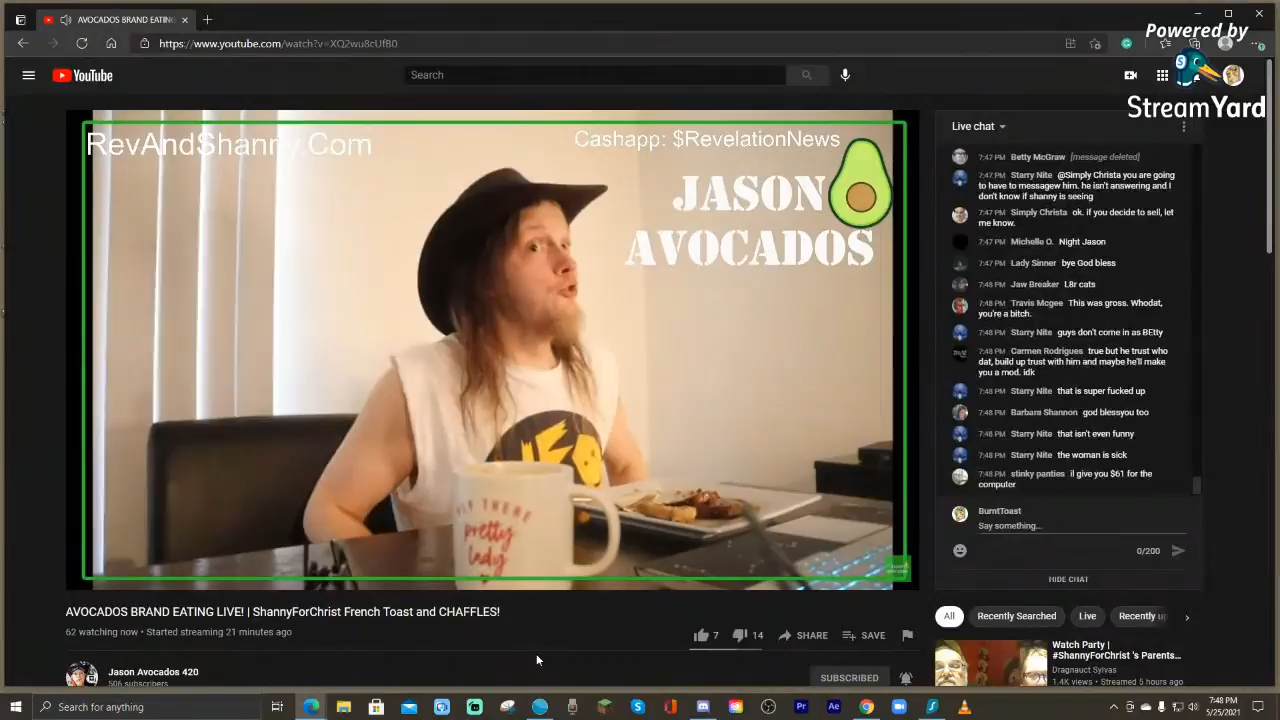 AVOCADOS BRAND EATING
Powered by
https://www.youtube.com/watch?v=XQ2wu8cUfB0
YouTube
Search
StreamYard
RevAndShanny.Com
Cashapp: $RevelationNews
JASON
AVOCADOS
pretty
lady
Live chat
7:47 PM Betty McGraw [message deleted]
7:47 PM Starry Nite @Simply Christa you are going
to have to messagew him. he isn't answering and I
don't know if shanny is seeing
7:47 PM Simply Christa ok. if you decide to sell, let
me know.
7:47 PM Michelle O. Night Jason
7:47 PM Lady Sinner bye God bless
7:48 PM Jaw Breaker L8r cats
7:48 PM Travis Mcgee This was gross. Whodat,
you're a bitch.
7:48 PM Starry Nite guys don't come in as BEtty
7:48 PM Carmen Rodrigues true but he trust who
dat, build up trust with him and maybe he'll make
you a mod. idk
7:48 PM Starry Nite that is super fucked up
7:48 PM Barbara Shannon god blessyou too
7:48 PM Starry Nite that isn't even funny
7:48 PM Starry Nite the woman is sick
7:48 PM stinky panties il give you $61 for the
computer
BurntToast
Say something...
0/200
HIDE CHAT
AVOCADOS BRAND EATING LIVE! | ShannyForChrist French Toast and CHAFFLES!
62 watching now • Started streaming 21 minutes ago
7 14 SHARE SAVE
Jason Avocados 420
506 subscribers
SUBSCRIBED
All Recently Searched Live Recently up
Watch Party |
#ShannyForChrist 's Parents...
Dragnauct Sylvas
1.4K views • Streamed 5 hours ago
Search for anything
7:48 PM
5/25/2021